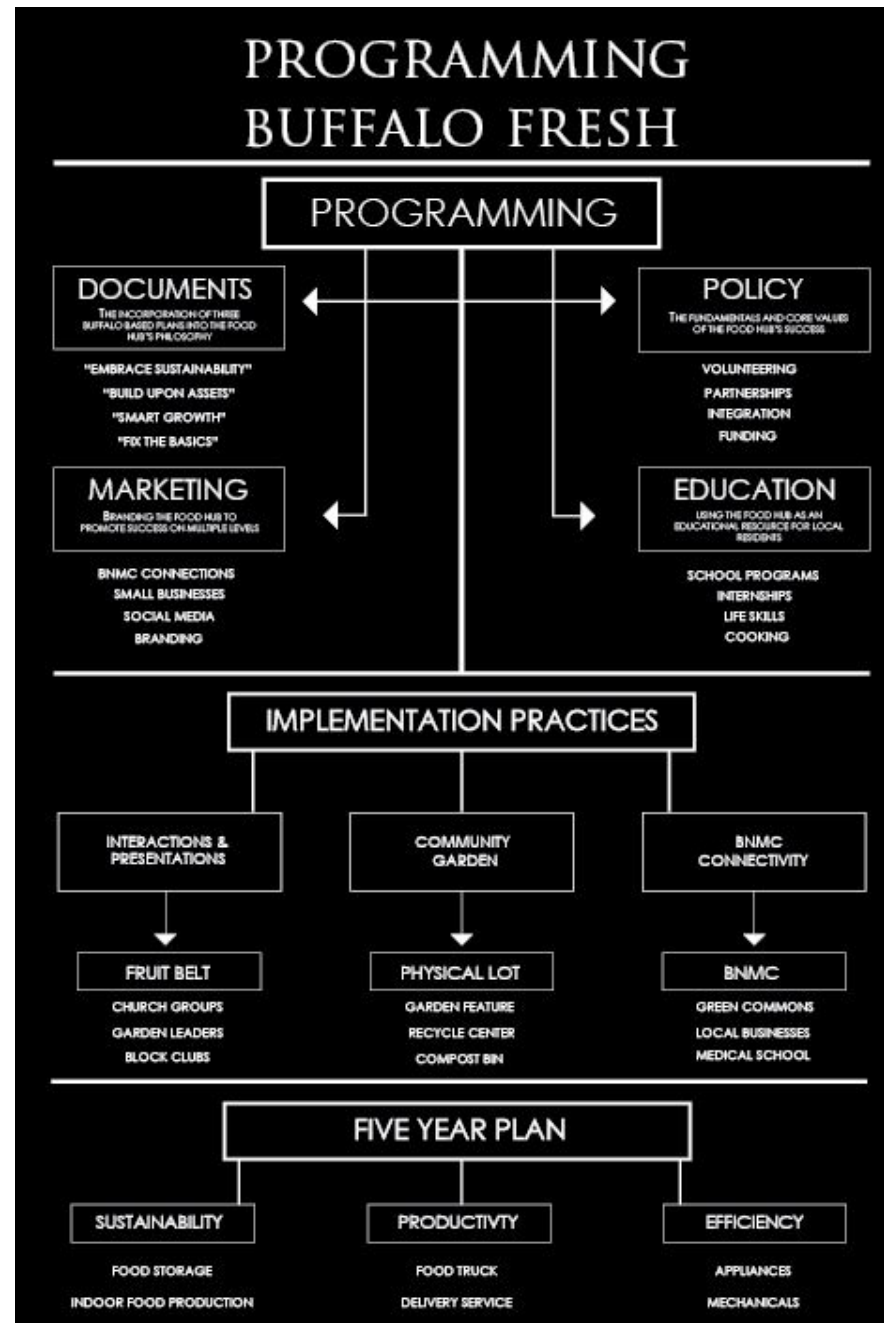 PROGRAMMING
BUFFALO FRESH
PROGRAMMING
DOCUMENTS
THE INCORPORATION OF THREE
BUFFALO BASED PLANS INTO THE FOOD
HUB'S PHILOSOPHY
"EMBRACE SUSTAINABILITY"
"BUILD UPON ASSETS"
"SMART GROWTH"
"FIX THE BASICS"
POLICY
THE FUNDAMENTALS AND CORE VALUES
OF THE FOOD HUB'S SUCCESS
VOLUNTEERING
PARTNERSHIPS
INTEGRATION
FUNDING
MARKETING
BRANDING THE FOOD HUB TO
PROMOTE SUCCESS ON MULTIPLE LEVELS
BNMC CONNECTIONS
SMALL BUSINESSES
SOCIAL MEDIA
BRANDING
EDUCATION
USING THE FOOD HUB AS AN
EDUCATIONAL RESOURCE FOR LOCAL
RESIDENTS
SCHOOL PROGRAMS
INTERNSHIPS
LIFE SKILLS
COOKING
IMPLEMENTATION PRACTICES
INTERACTIONS &
PRESENTATIONS
FRUIT BELT
CHURCH GROUPS
GARDEN LEADERS
BLOCK CLUBS
COMMUNITY
GARDEN
PHYSICAL LOT
GARDEN FEATURE
RECYCLE CENTER
COMPOST BIN
BNMC
CONNECTIVITY
BNMC
GREEN COMMONS
LOCAL BUSINESSES
MEDICAL SCHOOL
FIVE YEAR PLAN
SUSTAINABILITY
FOOD STORAGE
INDOOR FOOD PRODUCTION
PRODUCTIVTY
FOOD TRUCK
DELIVERY SERVICE
EFFICIENCY
APPLIANCES
MECHANICALS